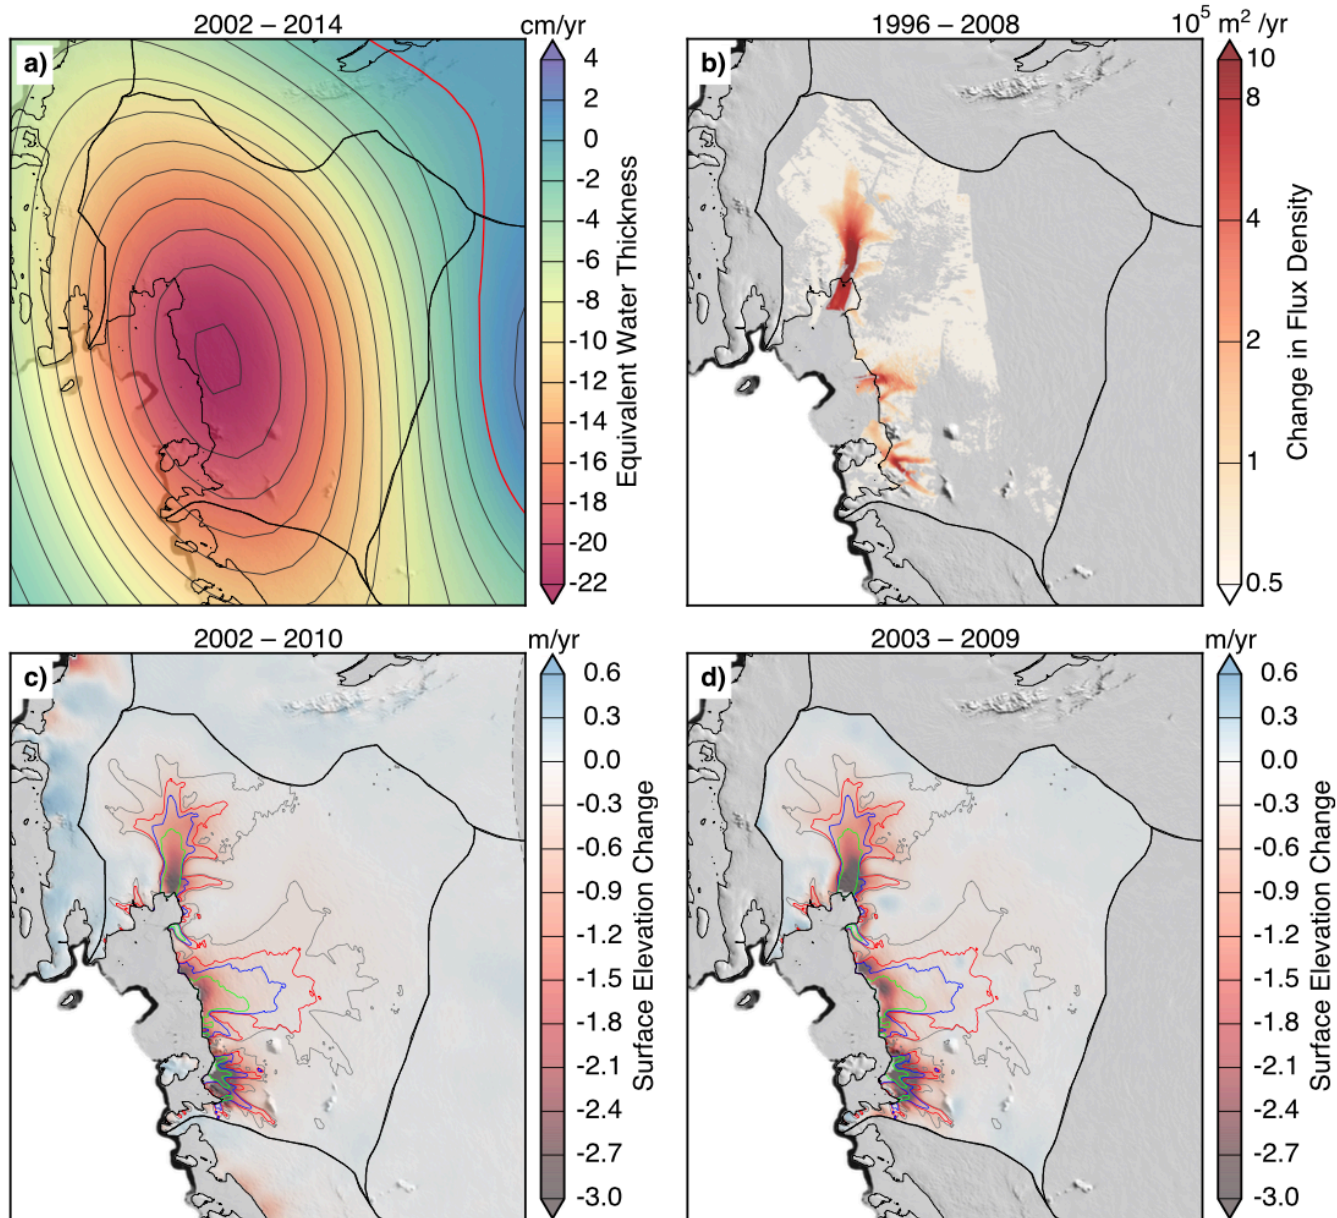 2002 – 2014
cm/yr
a)
4
2
0
-2
-4
-6
-8
-10
-12
-14
-16
-18
-20
-22
Equivalent Water Thickness
1996 – 2008
10⁵ m² /yr
b)
10
8
4
2
1
0.5
Change in Flux Density
2002 – 2010
m/yr
c)
0.6
0.3
0.0
-0.3
-0.6
-0.9
-1.2
-1.5
-1.8
-2.1
-2.4
-2.7
-3.0
Surface Elevation Change
2003 – 2009
m/yr
d)
0.6
0.3
0.0
-0.3
-0.6
-0.9
-1.2
-1.5
-1.8
-2.1
-2.4
-2.7
-3.0
Surface Elevation Change